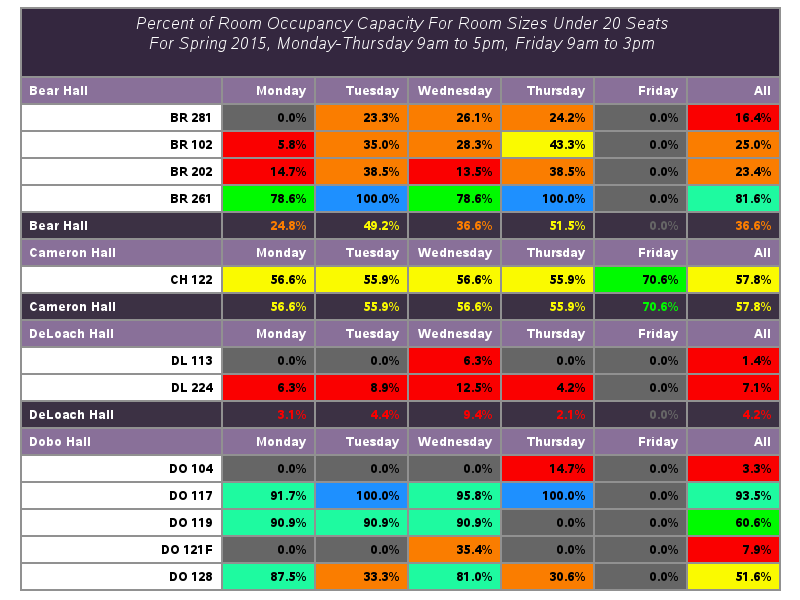 Percent of Room Occupancy Capacity For Room Sizes Under 20 Seats
For Spring 2015, Monday-Thursday 9am to 5pm, Friday 9am to 3pm
Bear Hall Monday Tuesday Wednesday Thursday Friday All
BR 281 0.0% 23.3% 26.1% 24.2% 0.0% 16.4%
BR 102 5.8% 35.0% 28.3% 43.3% 0.0% 25.0%
BR 202 14.7% 38.5% 13.5% 38.5% 0.0% 23.4%
BR 261 78.6% 100.0% 78.6% 100.0% 0.0% 81.6%
Bear Hall 24.8% 49.2% 36.6% 51.5% 0.0% 36.6%
Cameron Hall Monday Tuesday Wednesday Thursday Friday All
CH 122 56.6% 55.9% 56.6% 55.9% 70.6% 57.8%
Cameron Hall 56.6% 55.9% 56.6% 55.9% 70.6% 57.8%
DeLoach Hall Monday Tuesday Wednesday Thursday Friday All
DL 113 0.0% 0.0% 6.3% 0.0% 0.0% 1.4%
DL 224 6.3% 8.9% 12.5% 4.2% 0.0% 7.1%
DeLoach Hall 3.1% 4.4% 9.4% 2.1% 0.0% 4.2%
Dobo Hall Monday Tuesday Wednesday Thursday Friday All
DO 104 0.0% 0.0% 0.0% 14.7% 0.0% 3.3%
DO 117 91.7% 100.0% 95.8% 100.0% 0.0% 93.5%
DO 119 90.9% 90.9% 90.9% 0.0% 0.0% 60.6%
DO 121F 0.0% 0.0% 35.4% 0.0% 0.0% 7.9%
DO 128 87.5% 33.3% 81.0% 30.6% 0.0% 51.6%